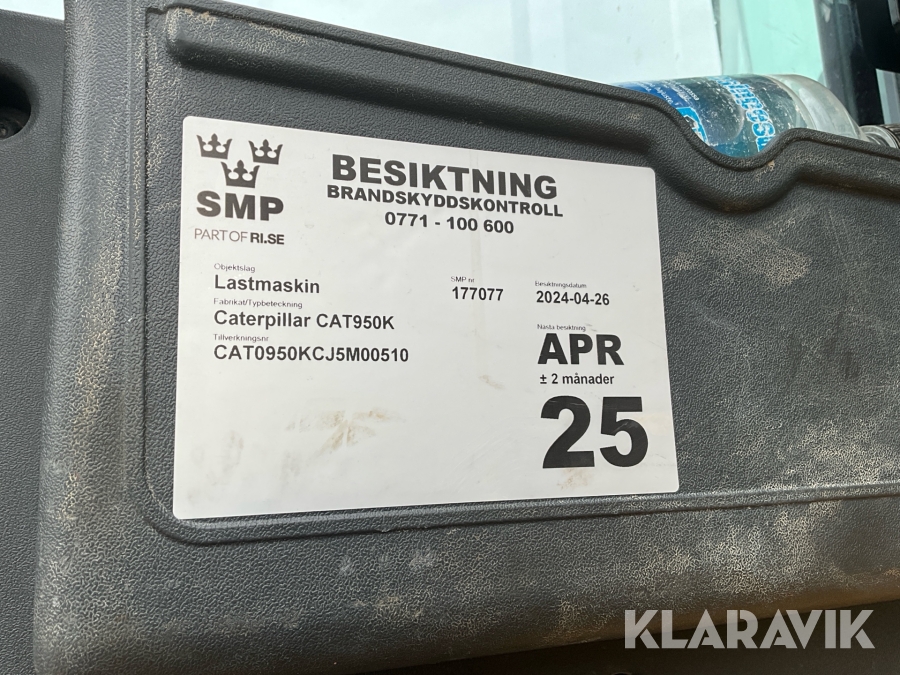 BESIKTNING
BRANDSKYDDSKONTROLL
0771 - 100 600
SMP
PART OF RI.SE
Objektslag
Lastmaskin
Fabrikat/Typbeteckning
Caterpillar CAT950K
Tillverkningsnr
CAT0950KCJ5M00510
SMP nr
177077
Besiktningsdatum
2024-04-26
Nästa besiktning
APR
± 2 månader
25
KLARAVIK